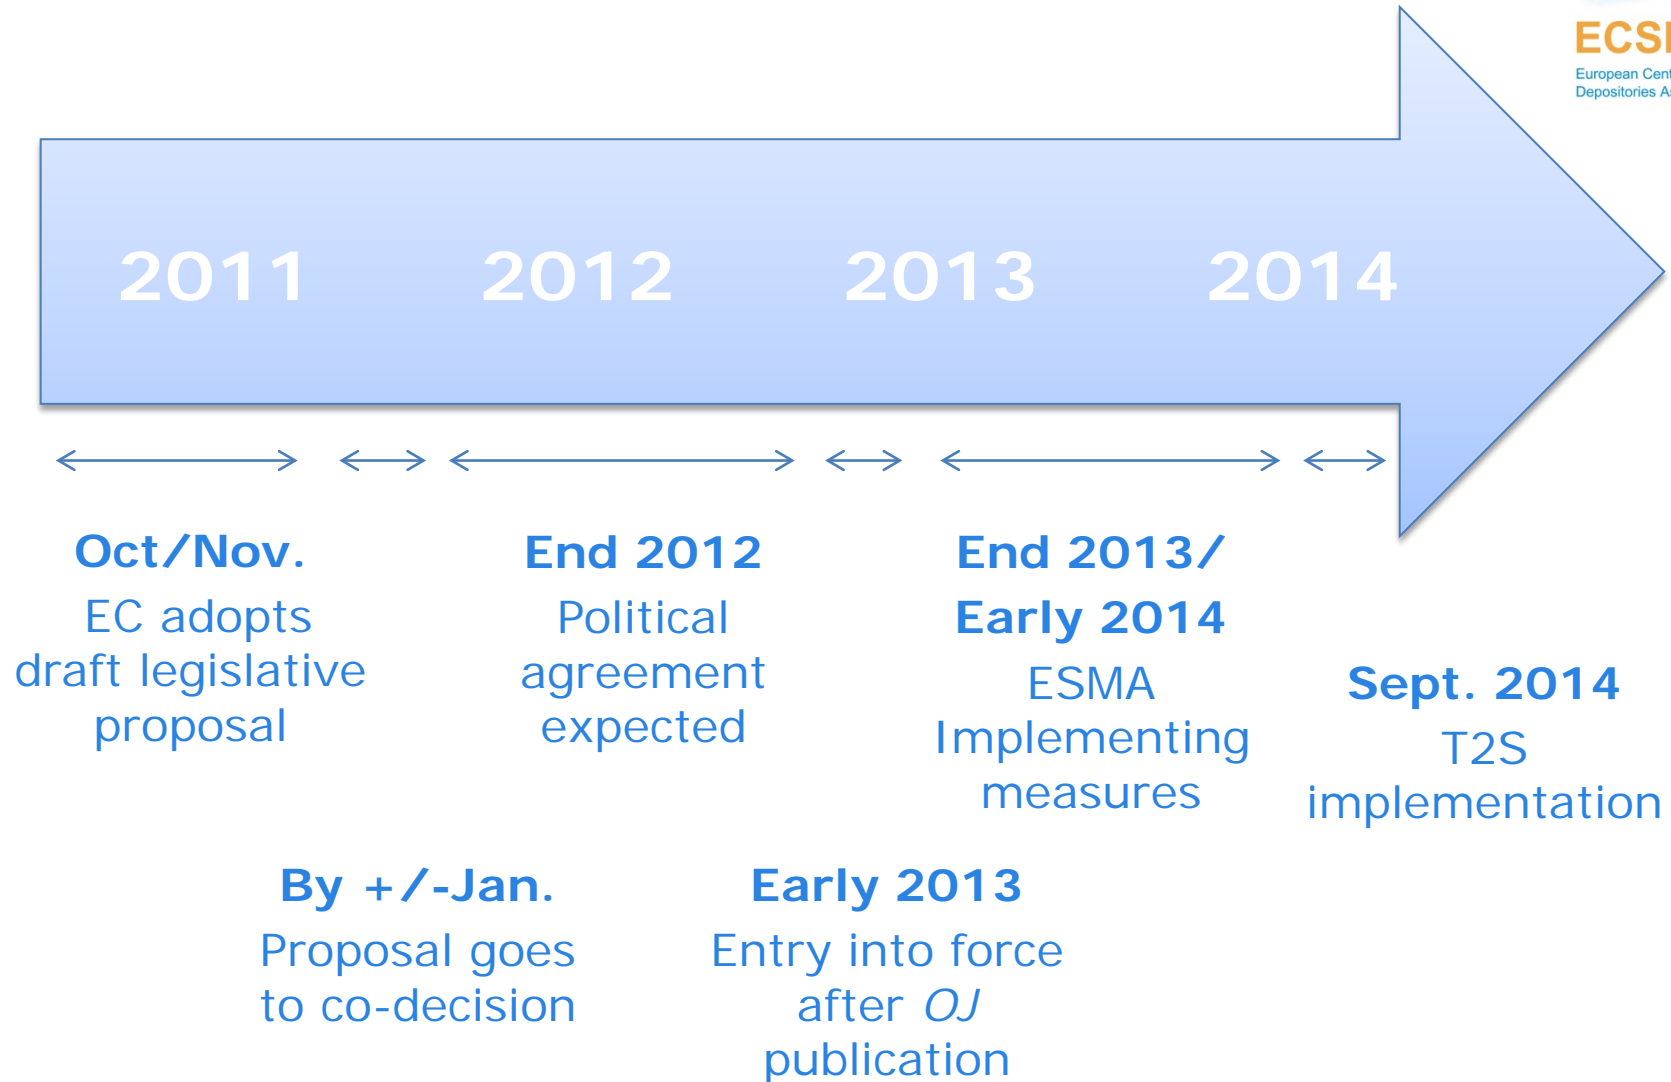 ECS
European Cent
Depositories As
2011 2012 2013 2014
Oct/Nov.
EC adopts
draft legislative
proposal
End 2012
Political
agreement
expected
End 2013/
Early 2014
ESMA
Implementing
measures
Sept. 2014
T2S
implementation
By +/-Jan.
Proposal goes
to co-decision
Early 2013
Entry into force
after OJ
publication